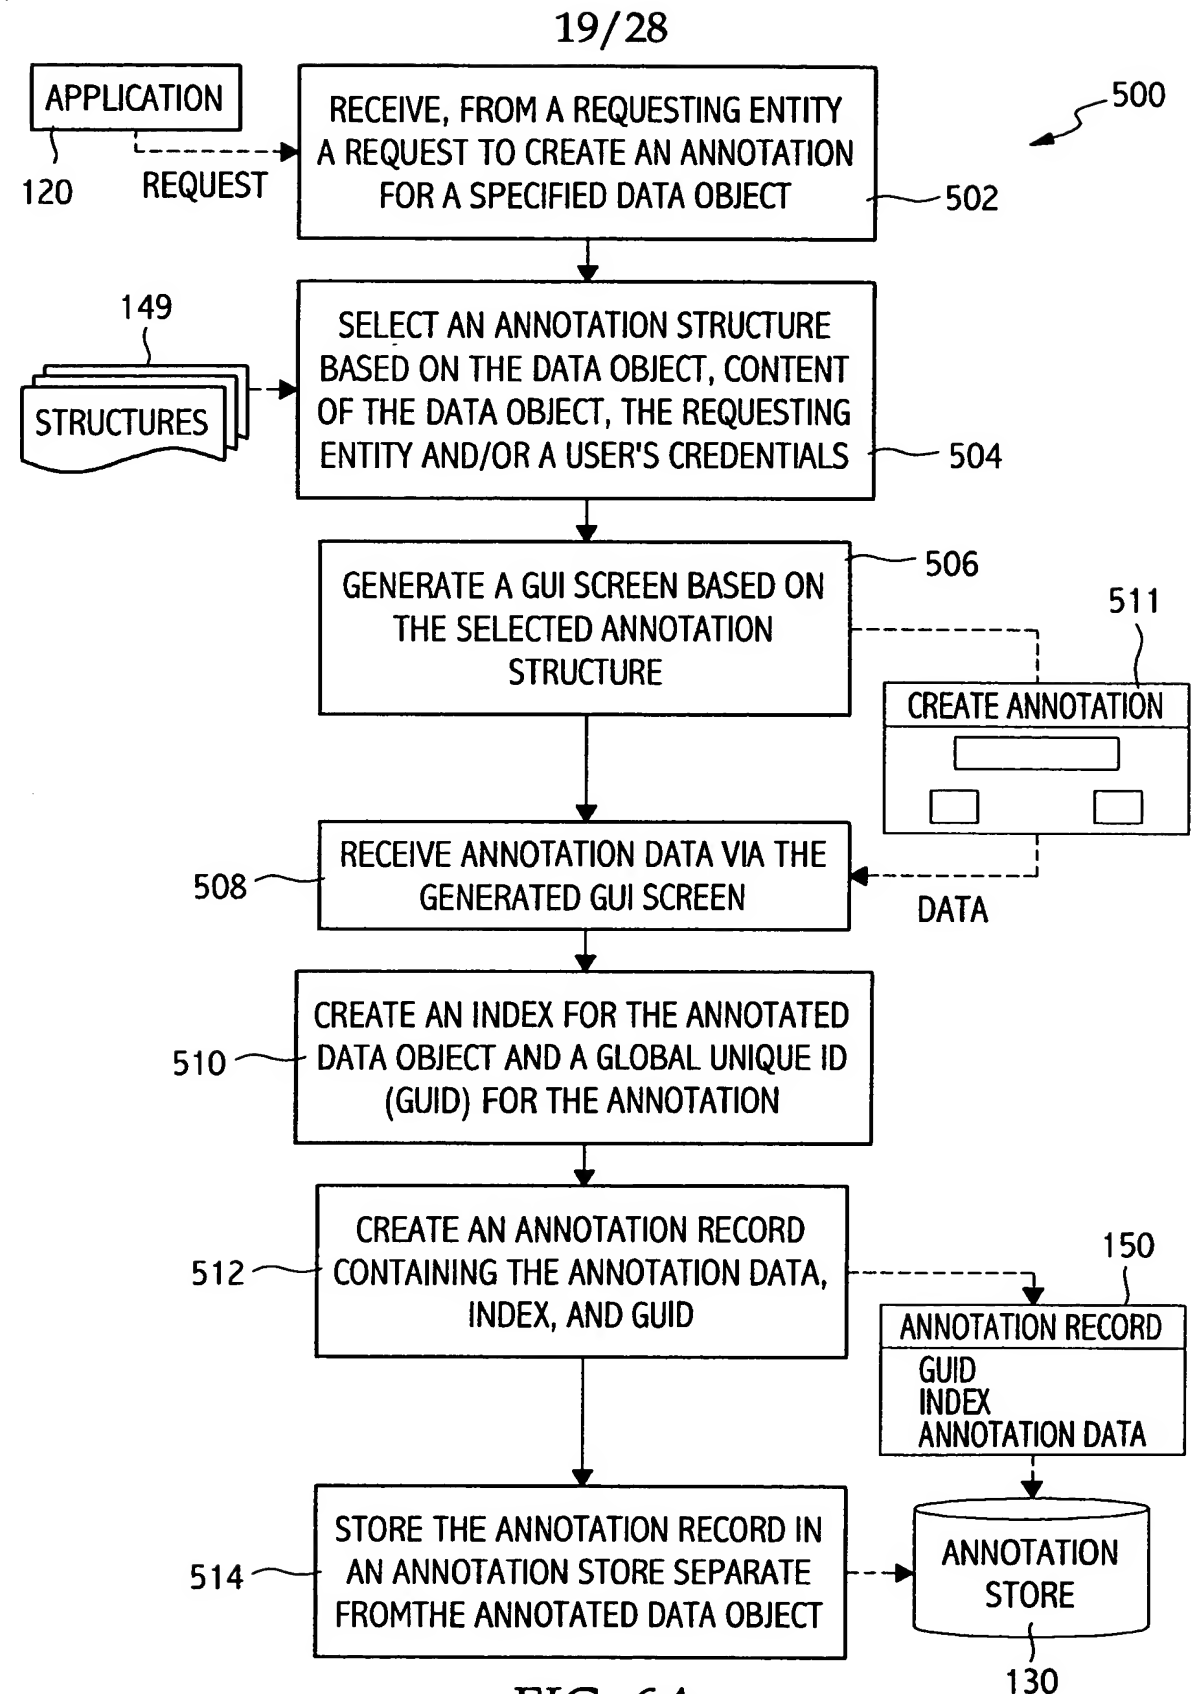 19/28
APPLICATION
120
REQUEST
RECEIVE, FROM A REQUESTING ENTITY
A REQUEST TO CREATE AN ANNOTATION
FOR A SPECIFIED DATA OBJECT
502
500
149
STRUCTURES
SELECT AN ANNOTATION STRUCTURE
BASED ON THE DATA OBJECT, CONTENT
OF THE DATA OBJECT, THE REQUESTING
ENTITY AND/OR A USER'S CREDENTIALS
504
GENERATE A GUI SCREEN BASED ON
THE SELECTED ANNOTATION
STRUCTURE
506
511
CREATE ANNOTATION
RECEIVE ANNOTATION DATA VIA THE
GENERATED GUI SCREEN
508
DATA
CREATE AN INDEX FOR THE ANNOTATED
DATA OBJECT AND A GLOBAL UNIQUE ID
(GUID) FOR THE ANNOTATION
510
CREATE AN ANNOTATION RECORD
CONTAINING THE ANNOTATION DATA,
INDEX, AND GUID
512
150
ANNOTATION RECORD
GUID
INDEX
ANNOTATION DATA
STORE THE ANNOTATION RECORD IN
AN ANNOTATION STORE SEPARATE
FROMTHE ANNOTATED DATA OBJECT
514
ANNOTATION
STORE
130
FIG. 6A